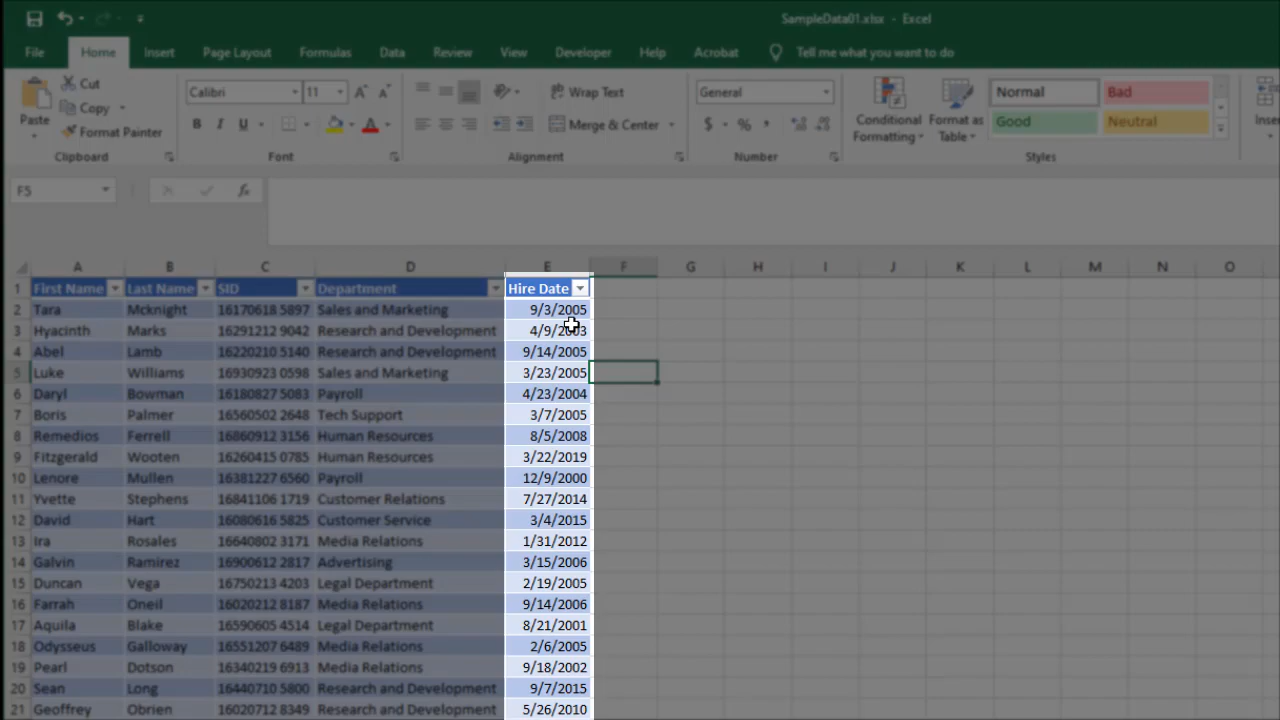 SampleData01.xlsx - Excel
File Home Insert Page Layout Formulas Data Review View Developer Help Acrobat Tell me what you want to do
Paste
Cut
Copy
Format Painter
Clipboard
Calibri 11
B I U
Font
Wrap Text
Merge & Center
Alignment
General
$ % ,
Number
Conditional Formatting
Format as Table
Normal Bad
Good Neutral
Styles
F5 fx
A B C D E F G H I J K L M N O
1 First Name Last Name SID Department Hire Date
2 Tara Mcknight 16170618 5897 Sales and Marketing 9/3/2005
3 Hyacinth Marks 16291212 9042 Research and Development 4/9/2003
4 Abel Lamb 16220210 5140 Research and Development 9/14/2005
5 Luke Williams 16930923 0598 Sales and Marketing 3/23/2005
6 Daryl Bowman 16180827 5083 Payroll 4/23/2004
7 Boris Palmer 16560502 2648 Tech Support 3/7/2005
8 Remedios Ferrell 16860912 3156 Human Resources 8/5/2008
9 Fitzgerald Wooten 16260415 0785 Human Resources 3/22/2019
10 Lenore Mullen 16381227 6560 Payroll 12/9/2000
11 Yvette Stephens 16841106 1719 Customer Relations 7/27/2014
12 David Hart 16080616 5825 Customer Service 3/4/2015
13 Ira Rosales 16640802 3171 Media Relations 1/31/2012
14 Galvin Ramirez 16900612 2817 Advertising 3/15/2006
15 Duncan Vega 16750213 4203 Legal Department 2/19/2005
16 Farrah Oneil 16020212 8187 Media Relations 9/14/2006
17 Aquila Blake 16590605 4514 Legal Department 8/21/2001
18 Odysseus Galloway 16551207 6489 Media Relations 2/6/2005
19 Pearl Dotson 16340219 6913 Media Relations 9/18/2002
20 Sean Long 16440710 5800 Research and Development 9/7/2015
21 Geoffrey Obrien 16020712 8349 Research and Development 5/26/2010